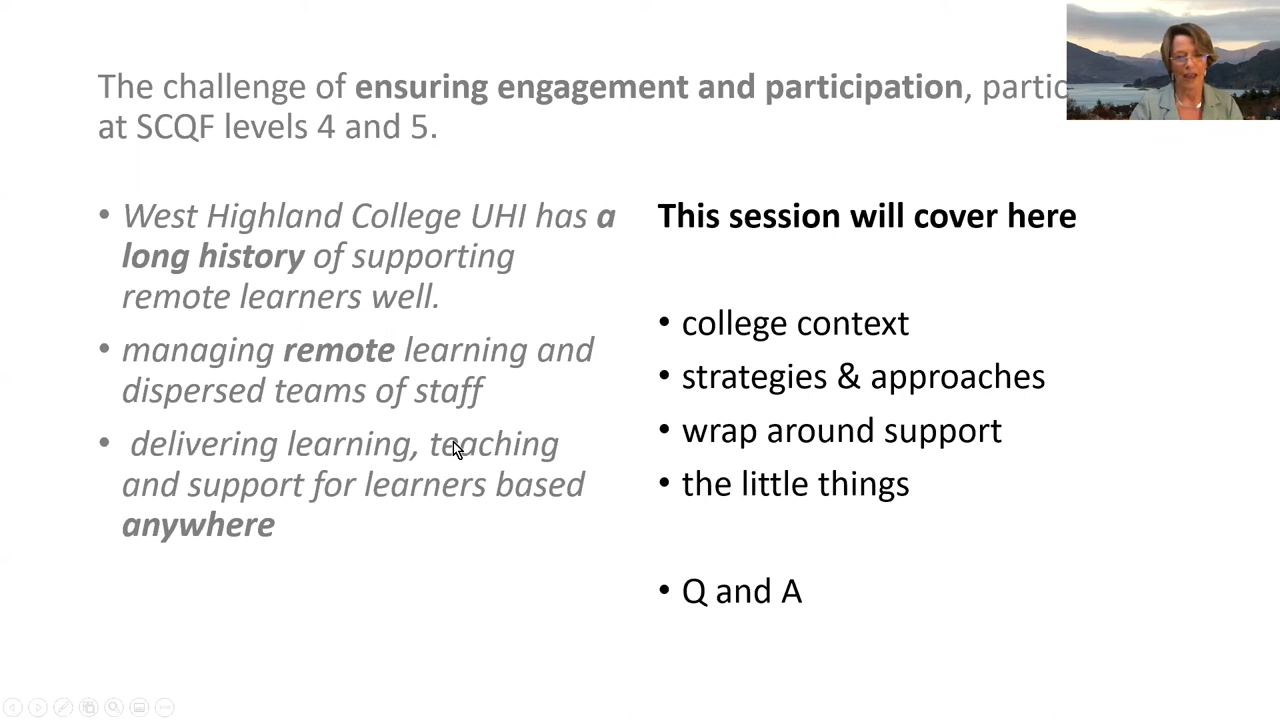 The challenge of ensuring engagement and participation,
at SCQF levels 4 and 5.
• West Highland College UHI has a
long history of supporting
remote learners well.
• managing remote learning and
dispersed teams of staff
• delivering learning, teaching
and support for learners based
anywhere
This session will cover here
• college context
• strategies & approaches
• wrap around support
• the little things
• Q and A